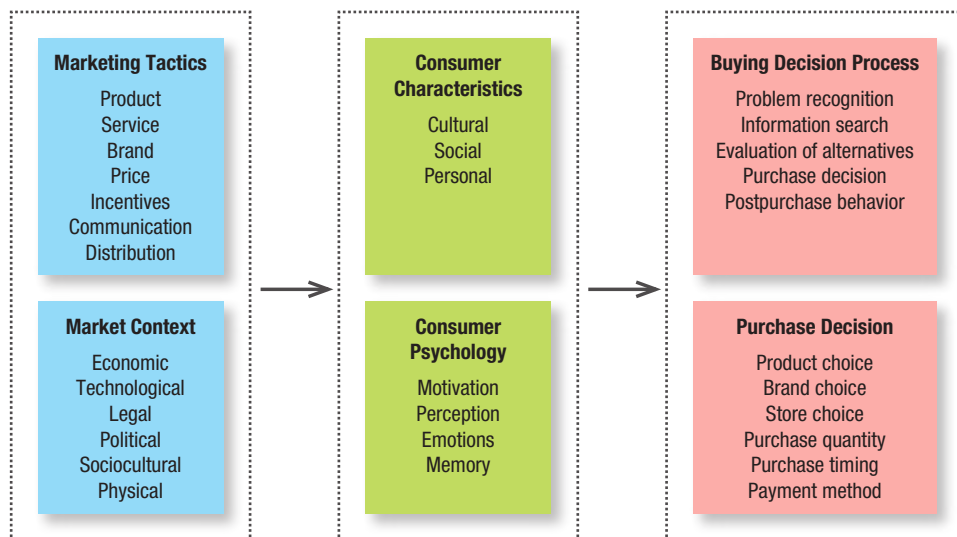 Marketing Tactics
Product
Service
Brand
Price
Incentives
Communication
Distribution
Market Context
Economic
Technological
Legal
Political
Sociocultural
Physical
Consumer
Characteristics
Cultural
Social
Personal
Consumer
Psychology
Motivation
Perception
Emotions
Memory
Buying Decision Process
Problem recognition
Information search
Evaluation of alternatives
Purchase decision
Postpurchase behavior
Purchase Decision
Product choice
Brand choice
Store choice
Purchase quantity
Purchase timing
Payment method